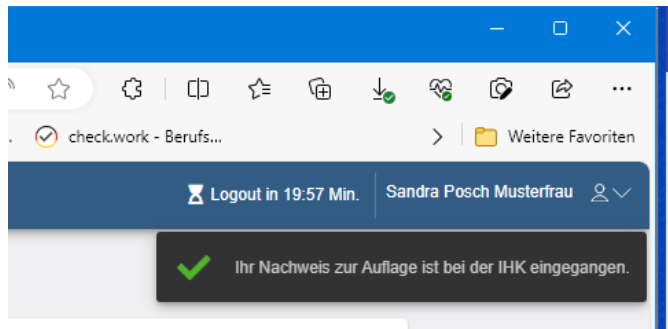 check.work - Berufs...
Weitere Favoriten
Logout in 19:57 Min.
Sandra Posch Musterfrau
Ihr Nachweis zur Auflage ist bei der IHK eingegangen.